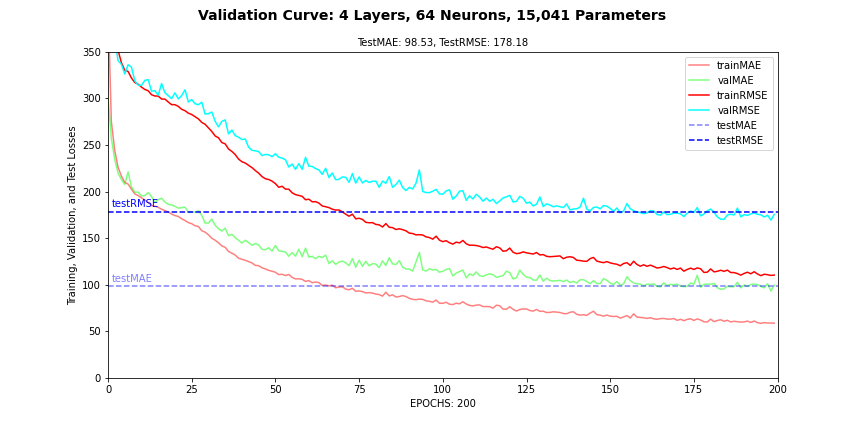 Validation Curve: 4 Layers, 64 Neurons, 15,041 Parameters
TestMAE: 98.53, TestRMSE: 178.18
Training, Validation, and Test Losses
350
300
250
200
150
100
50
0
testRMSE
testMAE
trainMAE
valMAE
trainRMSE
valRMSE
testMAE
testRMSE
0 25 50 75 100 125 150 175 200
EPOCHS: 200